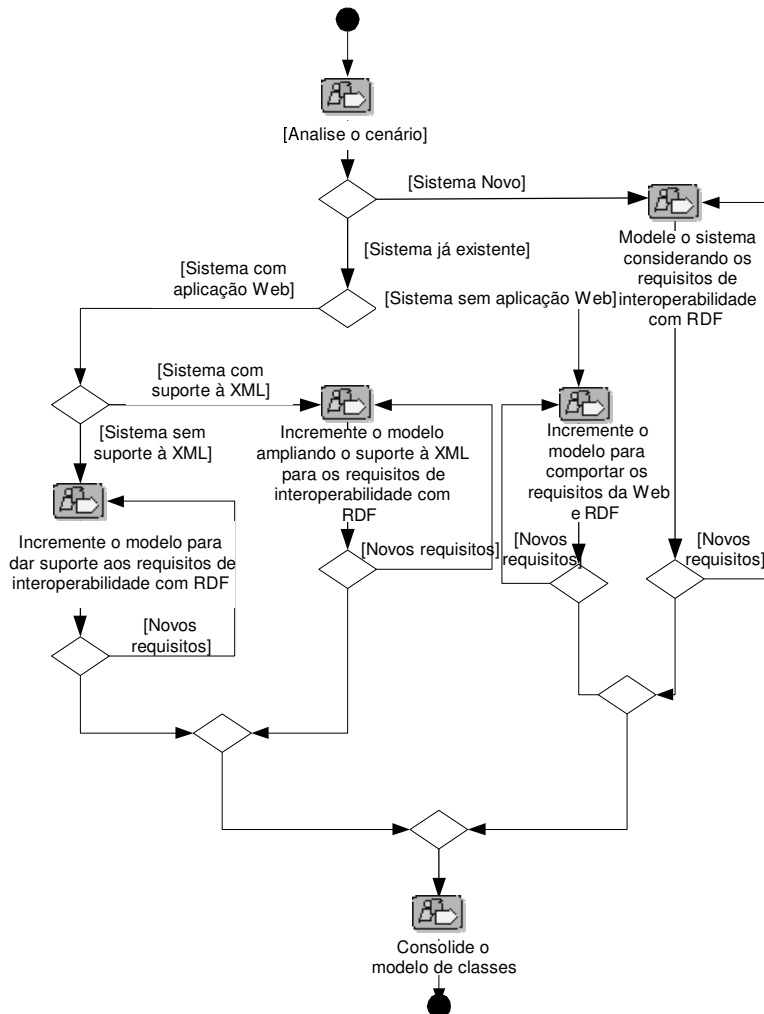 [Analise o cenário]
[Sistema Novo]
Modele o sistema
considerando os
requisitos de
interoperabilidade
com RDF
[Sistema já existente]
[Sistema com
aplicação Web]
[Sistema sem aplicação Web]
[Sistema com
suporte à XML]
[Sistema sem
suporte à XML]
Incremente o modelo
ampliando o suporte à XML
para os requisitos de
interoperabilidade com
RDF
Incremente o
modelo para
comportar os
requisitos da Web
e RDF
Incremente o modelo para
dar suporte aos requisitos de
interoperabilidade com RDF
[Novos requisitos]
[Novos
requisitos]
[Novos
requisitos]
[Novos
requisitos]
Consolide o
modelo de classes